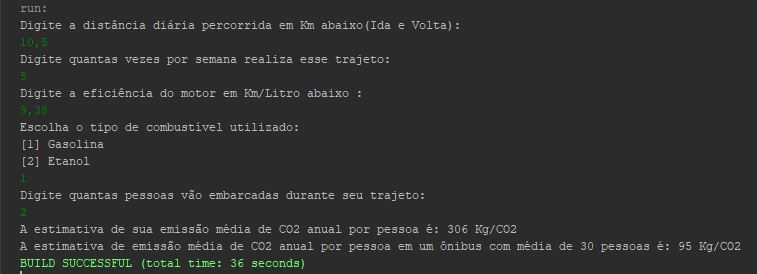 run:
Digite a distância diária percorrida em Km abaixo(Ida e Volta):
10,5
Digite quantas vezes por semana realiza esse trajeto:
5
Digite a eficiência do motor em Km/Litro abaixo :
9,38
Escolha o tipo de combustível utilizado:
[1] Gasolina
[2] Etanol
1
Digite quantas pessoas vão embarcadas durante seu trajeto:
2
A estimativa de sua emissão média de CO2 anual por pessoa é: 306 Kg/CO2
A estimativa de emissão média de CO2 anual por pessoa em um ônibus com média de 30 pessoas é: 95 Kg/CO2
BUILD SUCCESSFUL (total time: 36 seconds)